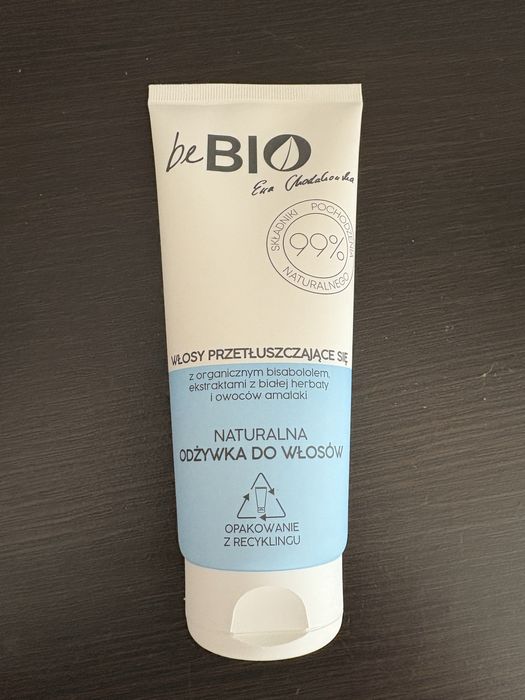 beBIO
Ewa Chodakowska
SKŁADNIKI POCHODZENIA NATURALNEGO
99%
WŁOSY PRZETŁUSZCZAJĄCE SIĘ
z organicznym bisabololem,
ekstraktami z białej herbaty
i owoców amalaki
NATURALNA
ODŻYWKA DO WŁOSÓW
OPAKOWANIE
Z RECYKLINGU